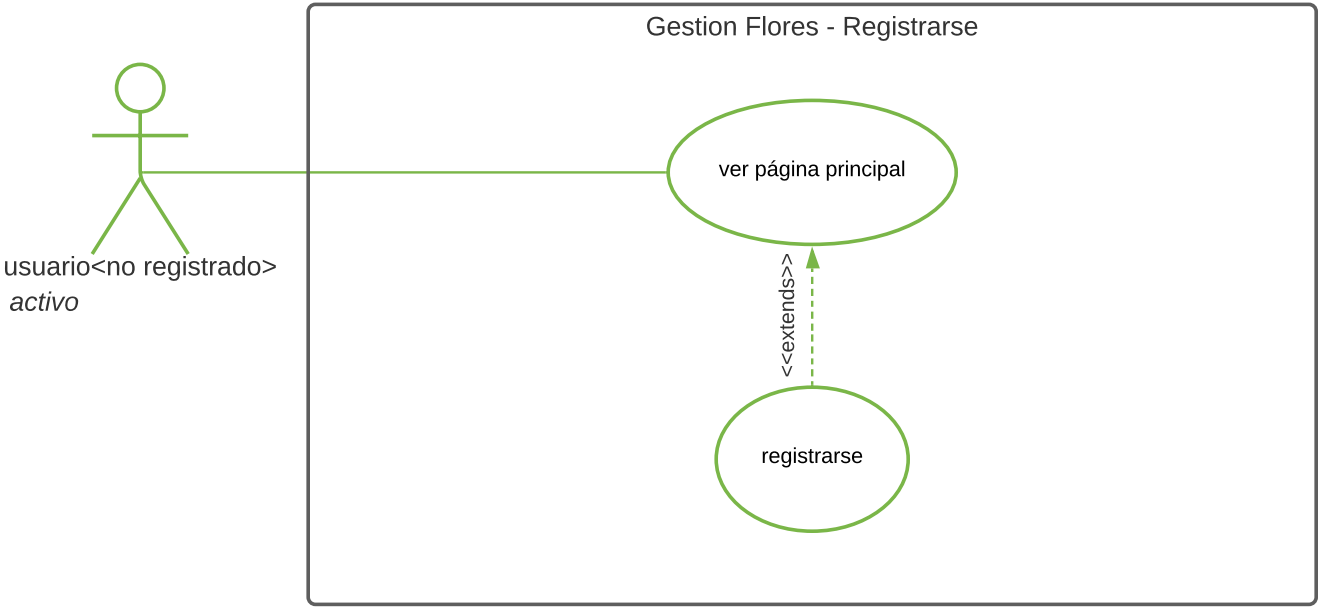 Gestion Flores - Registrarse
ver página principal
usuario<no registrado>
activo
<<extends>>
registrarse